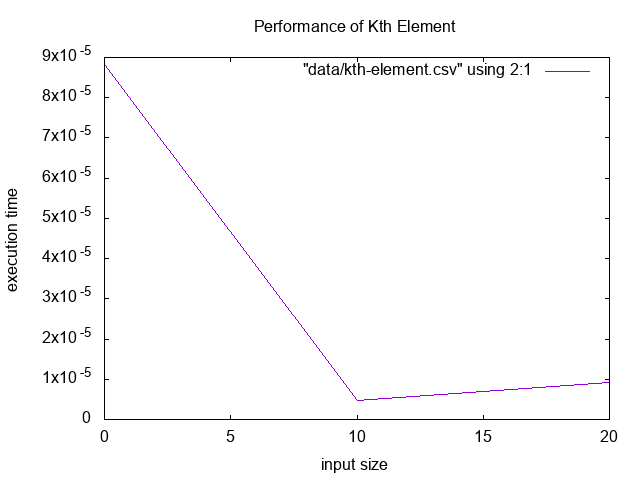 Performance of Kth Element
"data/kth-element.csv" using 2:1
9x10-5
8x10-5
7x10-5
6x10-5
5x10-5
4x10-5
3x10-5
2x10-5
1x10-5
0
execution time
0 5 10 15 20
input size